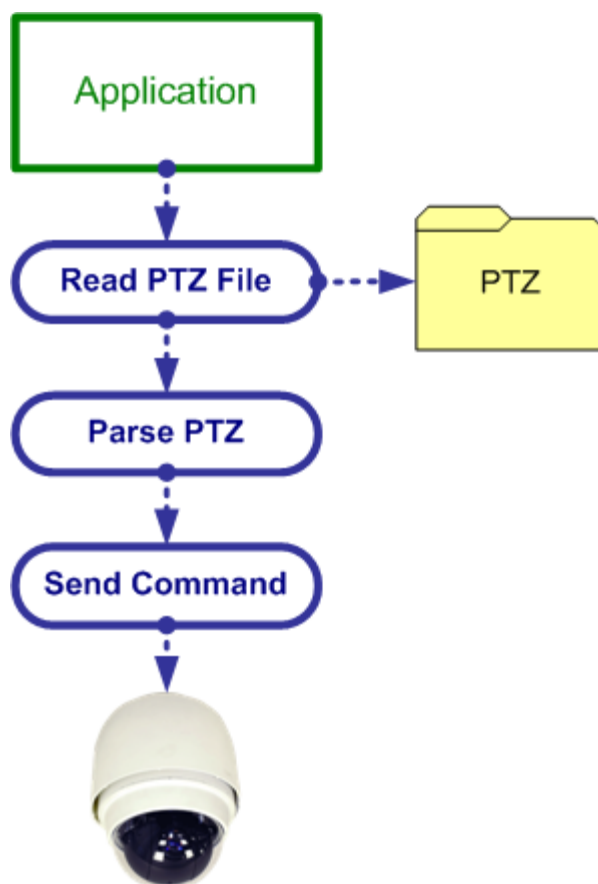 Application
Read PTZ File
PTZ
Parse PTZ
Send Command